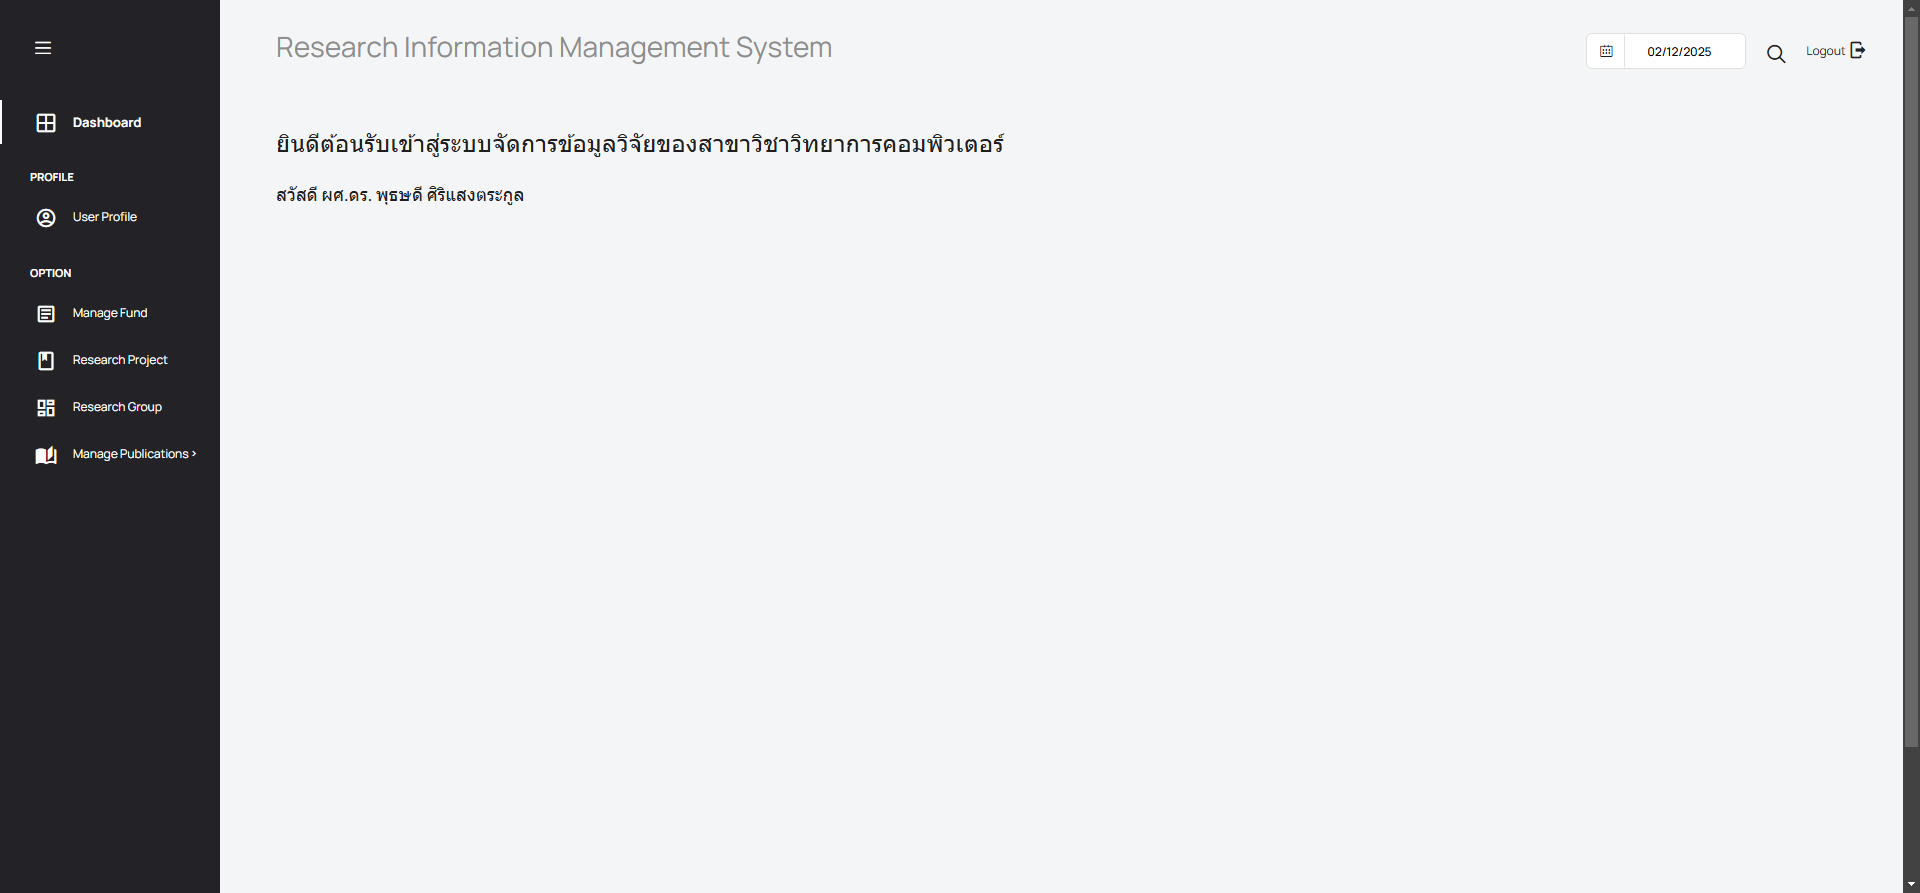 Research Information Management System
02/12/2025
Logout
Dashboard
PROFILE
User Profile
OPTION
Manage Fund
Research Project
Research Group
Manage Publications >
ยินดีต้อนรับเข้าสู่ระบบจัดการข้อมูลวิจัยของสาขาวิชาวิทยาการคอมพิวเตอร์
สวัสดี ผศ.ดร. พุธษดี ศิริแสงตระกูล